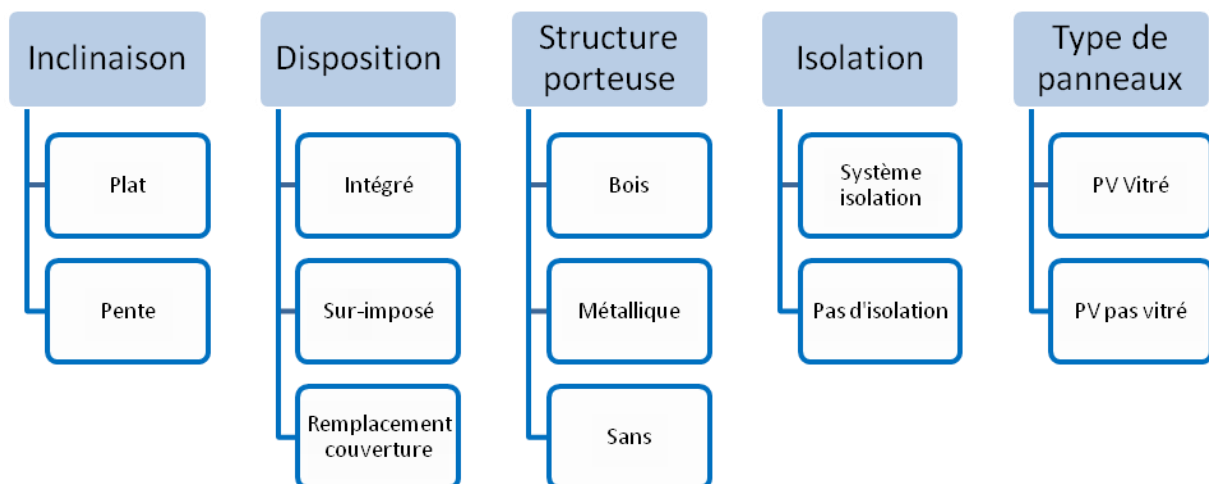 Inclinaison
Plat
Pente
Disposition
Intégré
Sur-imposé
Remplacement
couverture
Structure
porteuse
Bois
Métallique
Sans
Isolation
Système
isolation
Pas d'isolation
Type de
panneaux
PV Vitré
PV pas vitré